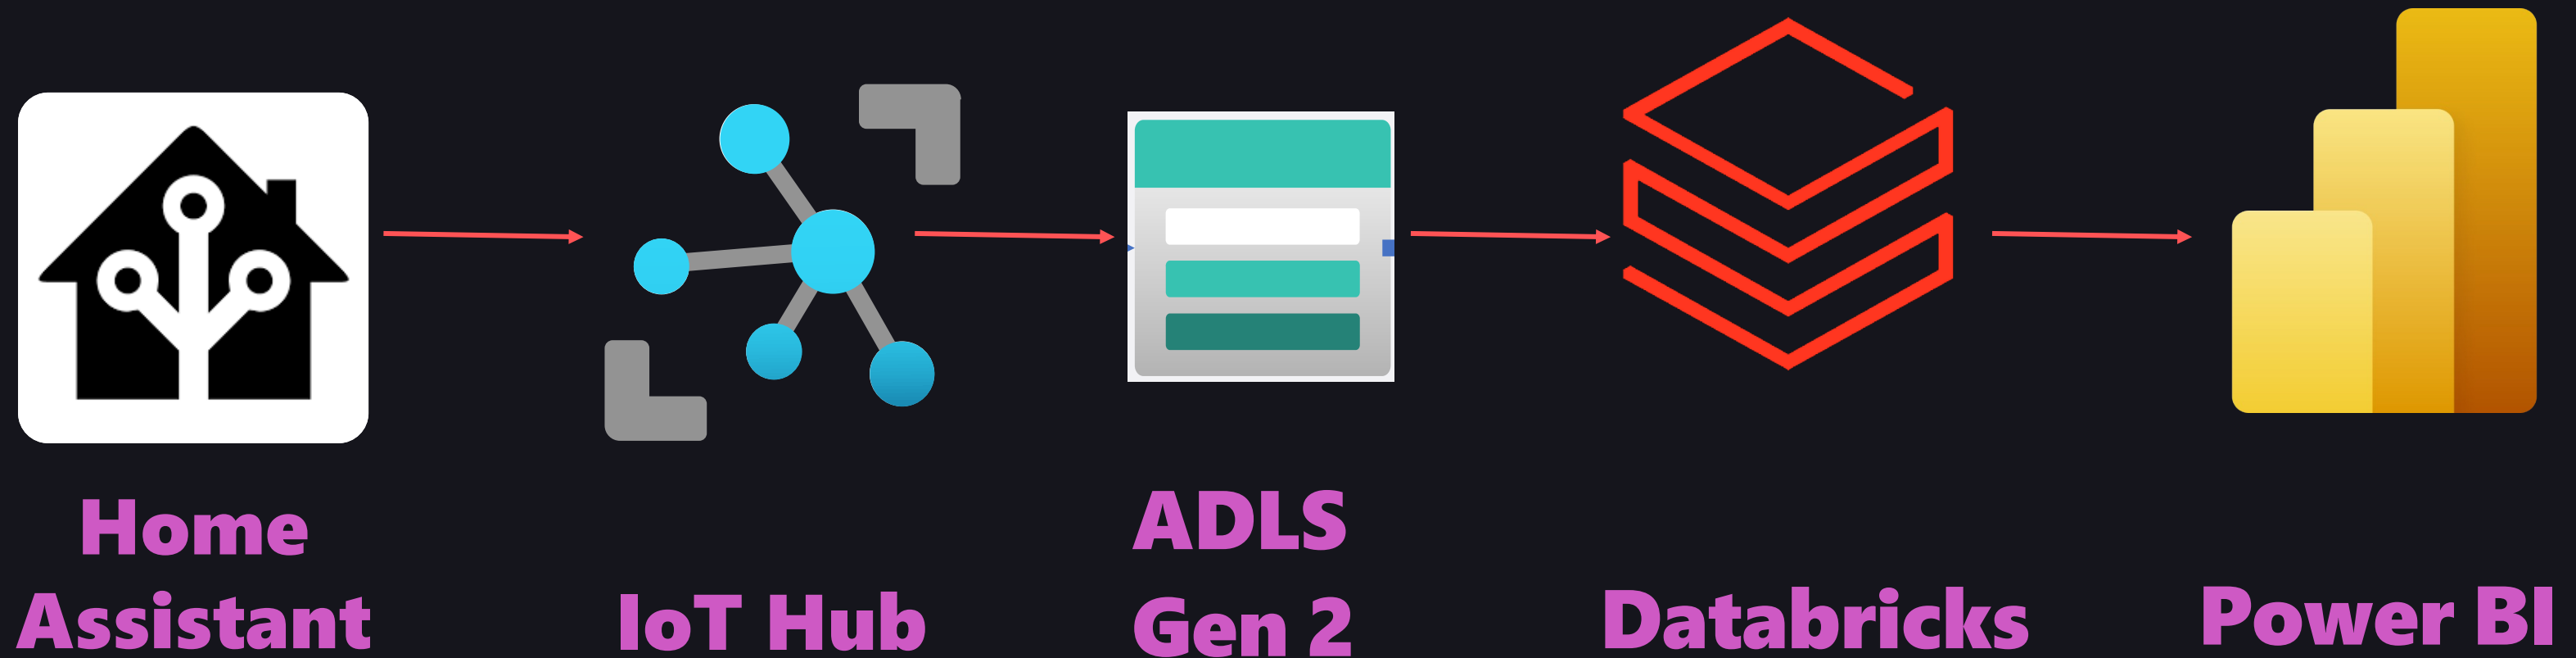 Home
Assistant
IoT Hub
ADLS
Gen 2
Databricks
Power BI